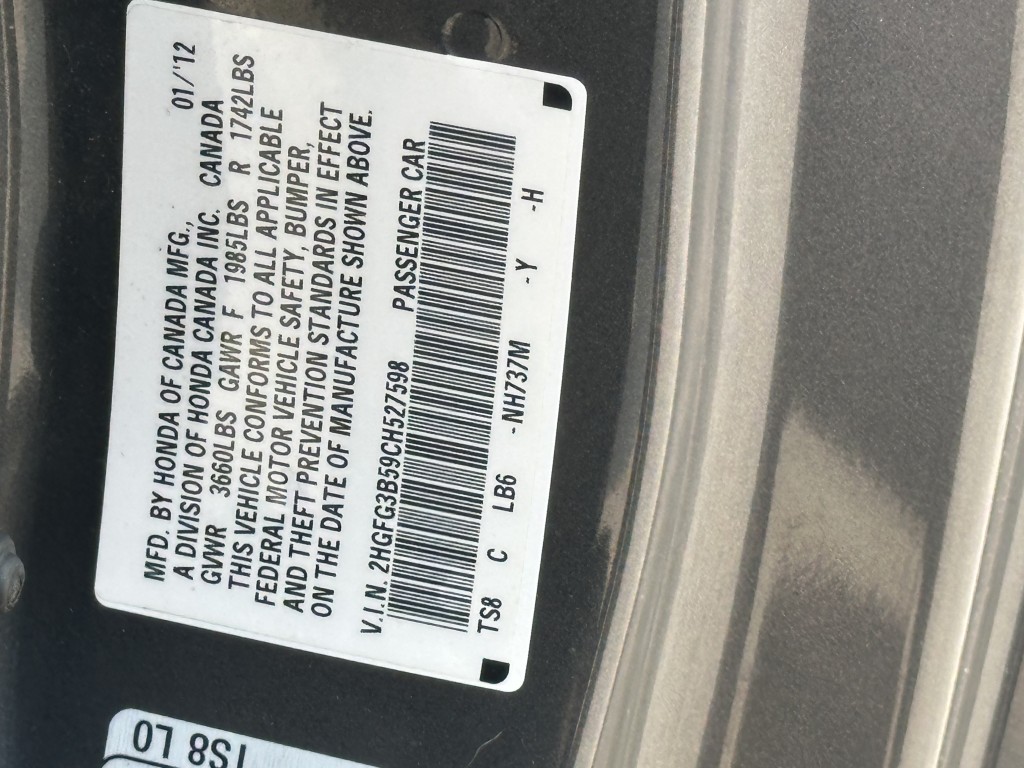 MFD. BY HONDA OF CANADA MFG., 01/'12
A DIVISION OF HONDA CANADA INC. CANADA
GVWR 3660LBS GAWR F 1985LBS R 1742LBS
THIS VEHICLE CONFORMS TO ALL APPLICABLE
FEDERAL MOTOR VEHICLE SAFETY, BUMPER,
AND THEFT PREVENTION STANDARDS IN EFFECT
ON THE DATE OF MANUFACTURE SHOWN ABOVE.
V.I.N. 2HGFG3B59CH527598 PASSENGER CAR
TS8 C LB6 -NH737M -Y -H
TS8 L0